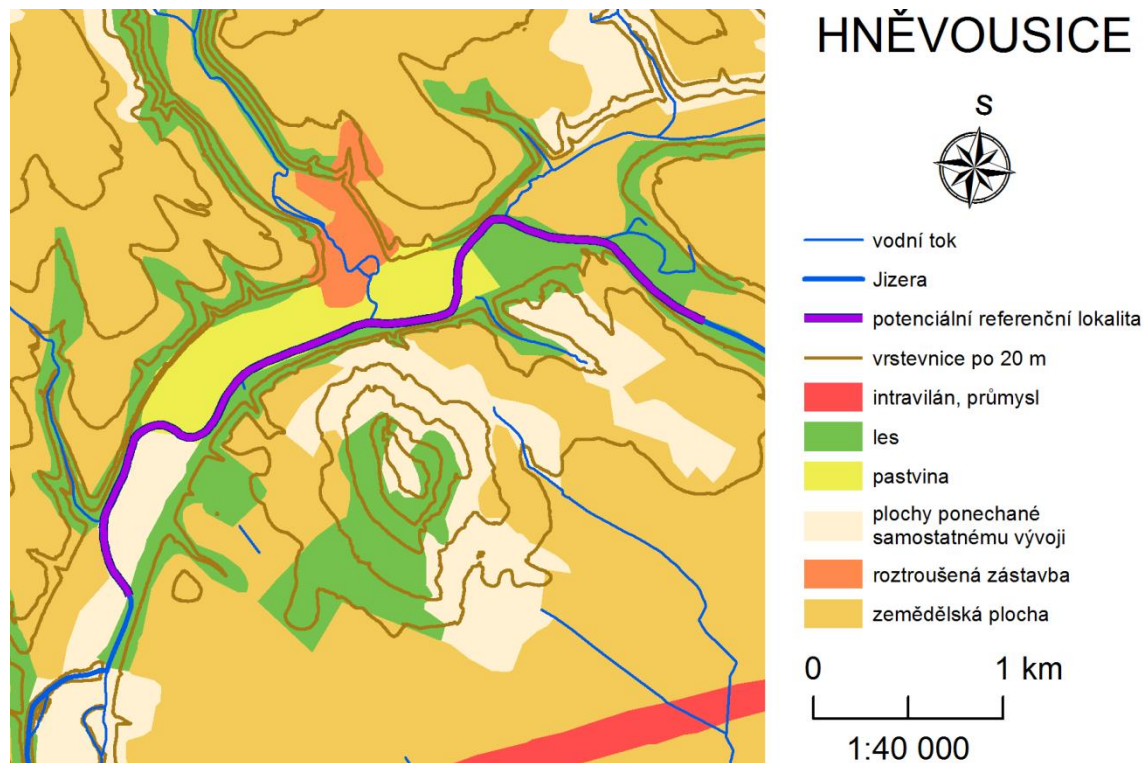 HNĚVOUSICE
S
vodní tok
Jizera
potenciální referenční lokalita
vrstevnice po 20 m
intravilán, průmysl
les
pastvina
plochy ponechané
samostatnému vývoji
roztroušená zástavba
zemědělská plocha
0 1 km
1:40 000